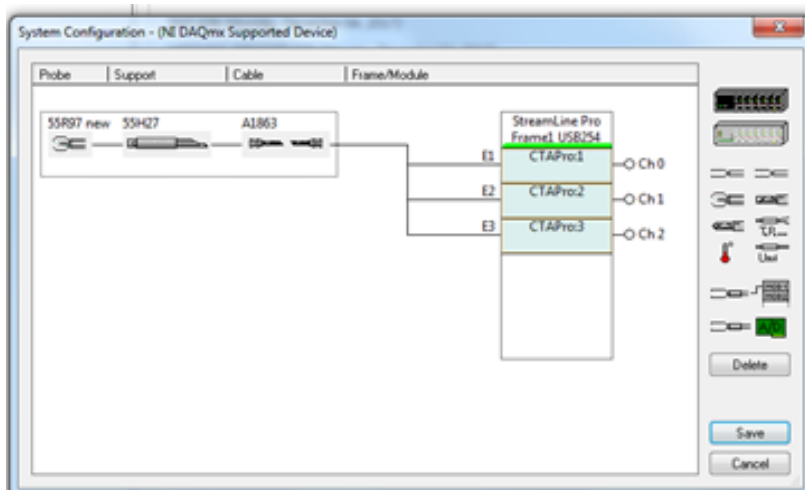 System Configuration - (NI DAQmx Supported Device)
Probe Support Cable Frame/Module
55R97 new 55H27 A1863
StreamLine Pro
Frame1 USB254
E1 CTAPro:1 Ch 0
E2 CTAPro:2 Ch 1
E3 CTAPro:3 Ch 2
A/D
Delete
Save
Cancel